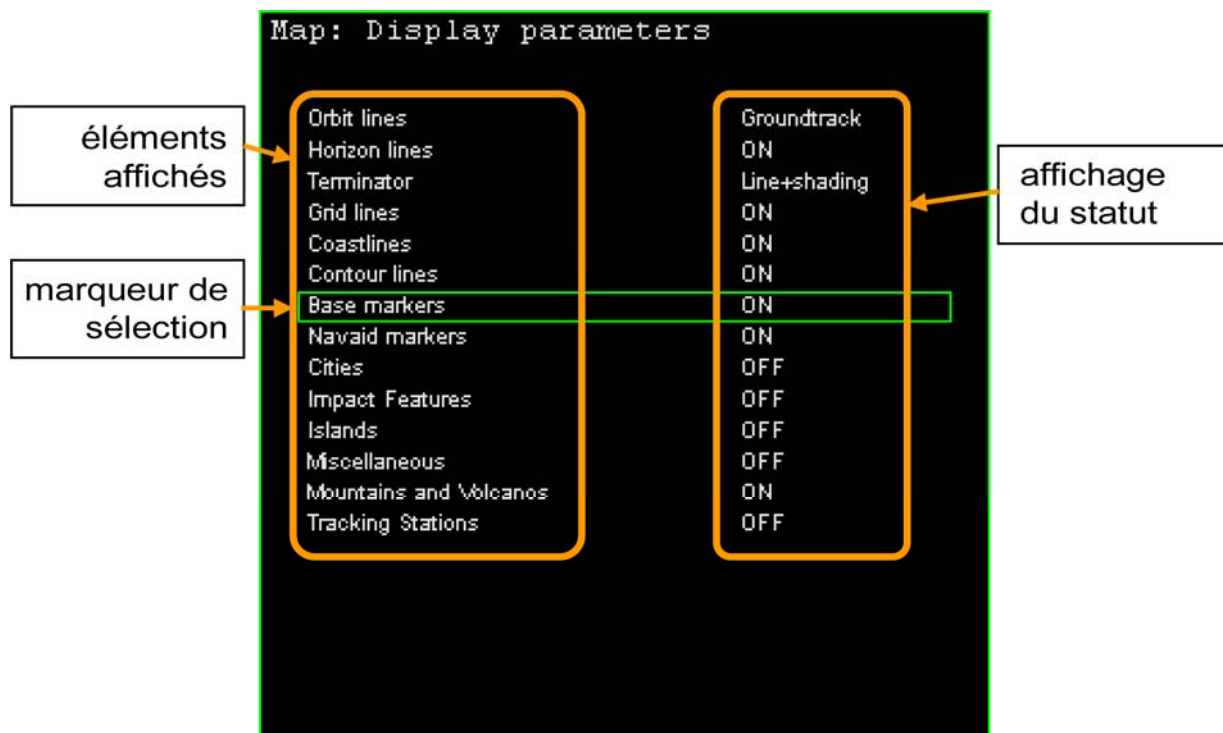 Map: Display parameters
éléments
affichés
marqueur de
sélection
Orbit lines Groundtrack
Horizon lines ON
Terminator Line+shading
Grid lines ON
Coastlines ON
Contour lines ON
Base markers ON
Navaid markers ON
Cities OFF
Impact Features OFF
Islands OFF
Miscellaneous OFF
Mountains and Volcanos ON
Tracking Stations OFF
affichage
du statut